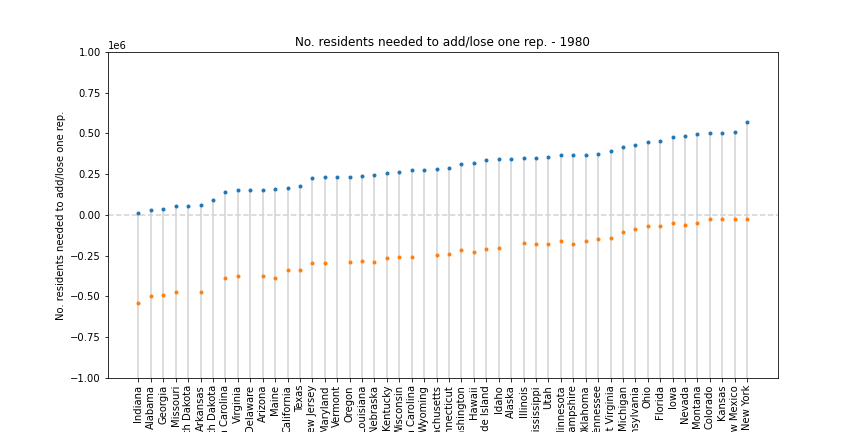 No. residents needed to add/lose one rep. - 1980
1e6
1.00
0.75
0.50
0.25
0.00
−0.25
−0.50
−0.75
−1.00
No. residents needed to add/lose one rep.
Indiana
Alabama
Georgia
Missouri
h Dakota
Arkansas
h Dakota
Carolina
Virginia
Delaware
Arizona
Maine
California
Texas
ew Jersey
Maryland
Vermont
Oregon
ouisiana
Nebraska
Kentucky
Wisconsin
Carolina
Wyoming
achusetts
nnecticut
shington
Hawaii
de Island
Idaho
Alaska
Illinois
ississippi
Utah
innesota
ampshire
klahoma
ennessee
t Virginia
Michigan
nsylvania
Ohio
Florida
Iowa
Nevada
Montana
Colorado
Kansas
w Mexico
New York